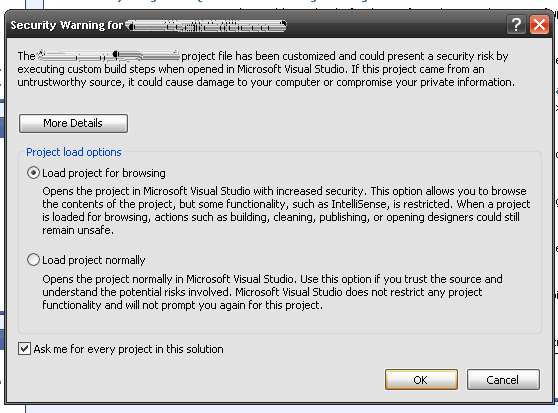 Security Warning for
The project file has been customized and could present a security risk by
executing custom build steps when opened in Microsoft Visual Studio. If this project came from an
untrustworthy source, it could cause damage to your computer or compromise your private information.
More Details
Project load options
Load project for browsing
Opens the project in Microsoft Visual Studio with increased security. This option allows you to browse
the contents of the project, but some functionality, such as IntelliSense, is restricted. When a project
is loaded for browsing, actions such as building, cleaning, publishing, or opening designers could still
remain unsafe.
Load project normally
Opens the project normally in Microsoft Visual Studio. Use this option if you trust the source and
understand the potential risks involved. Microsoft Visual Studio does not restrict any project
functionality and will not prompt you again for this project.
Ask me for every project in this solution
OK
Cancel